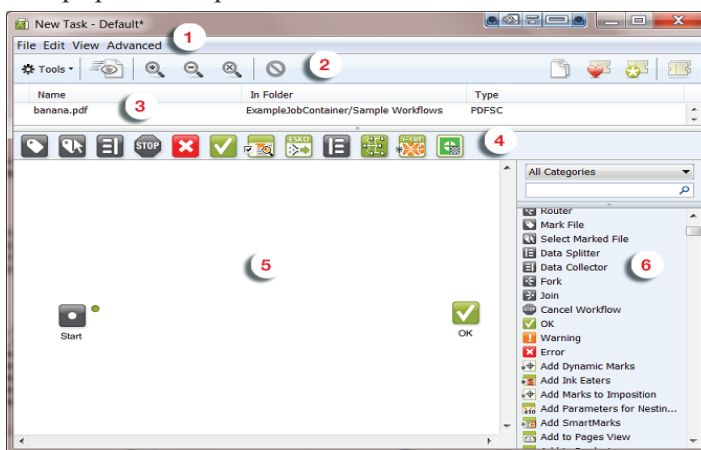 New Task - Default*
File Edit View Advanced
1
Tools
2
Name In Folder Type
banana.pdf ExampleJobContainer/Sample Workflows PDFSC
3
STOP ESKO i-cut
4
All Categories
Router
Mark File
Select Marked File
Data Splitter
Data Collector
6
Fork
Join
Cancel Workflow
OK
Warning
Error
Add Dynamic Marks
Add Ink Eaters
Add Marks to Imposition
Add Parameters for Nestin...
Add SmartMarks
Add to Pages View
5
Start
OK